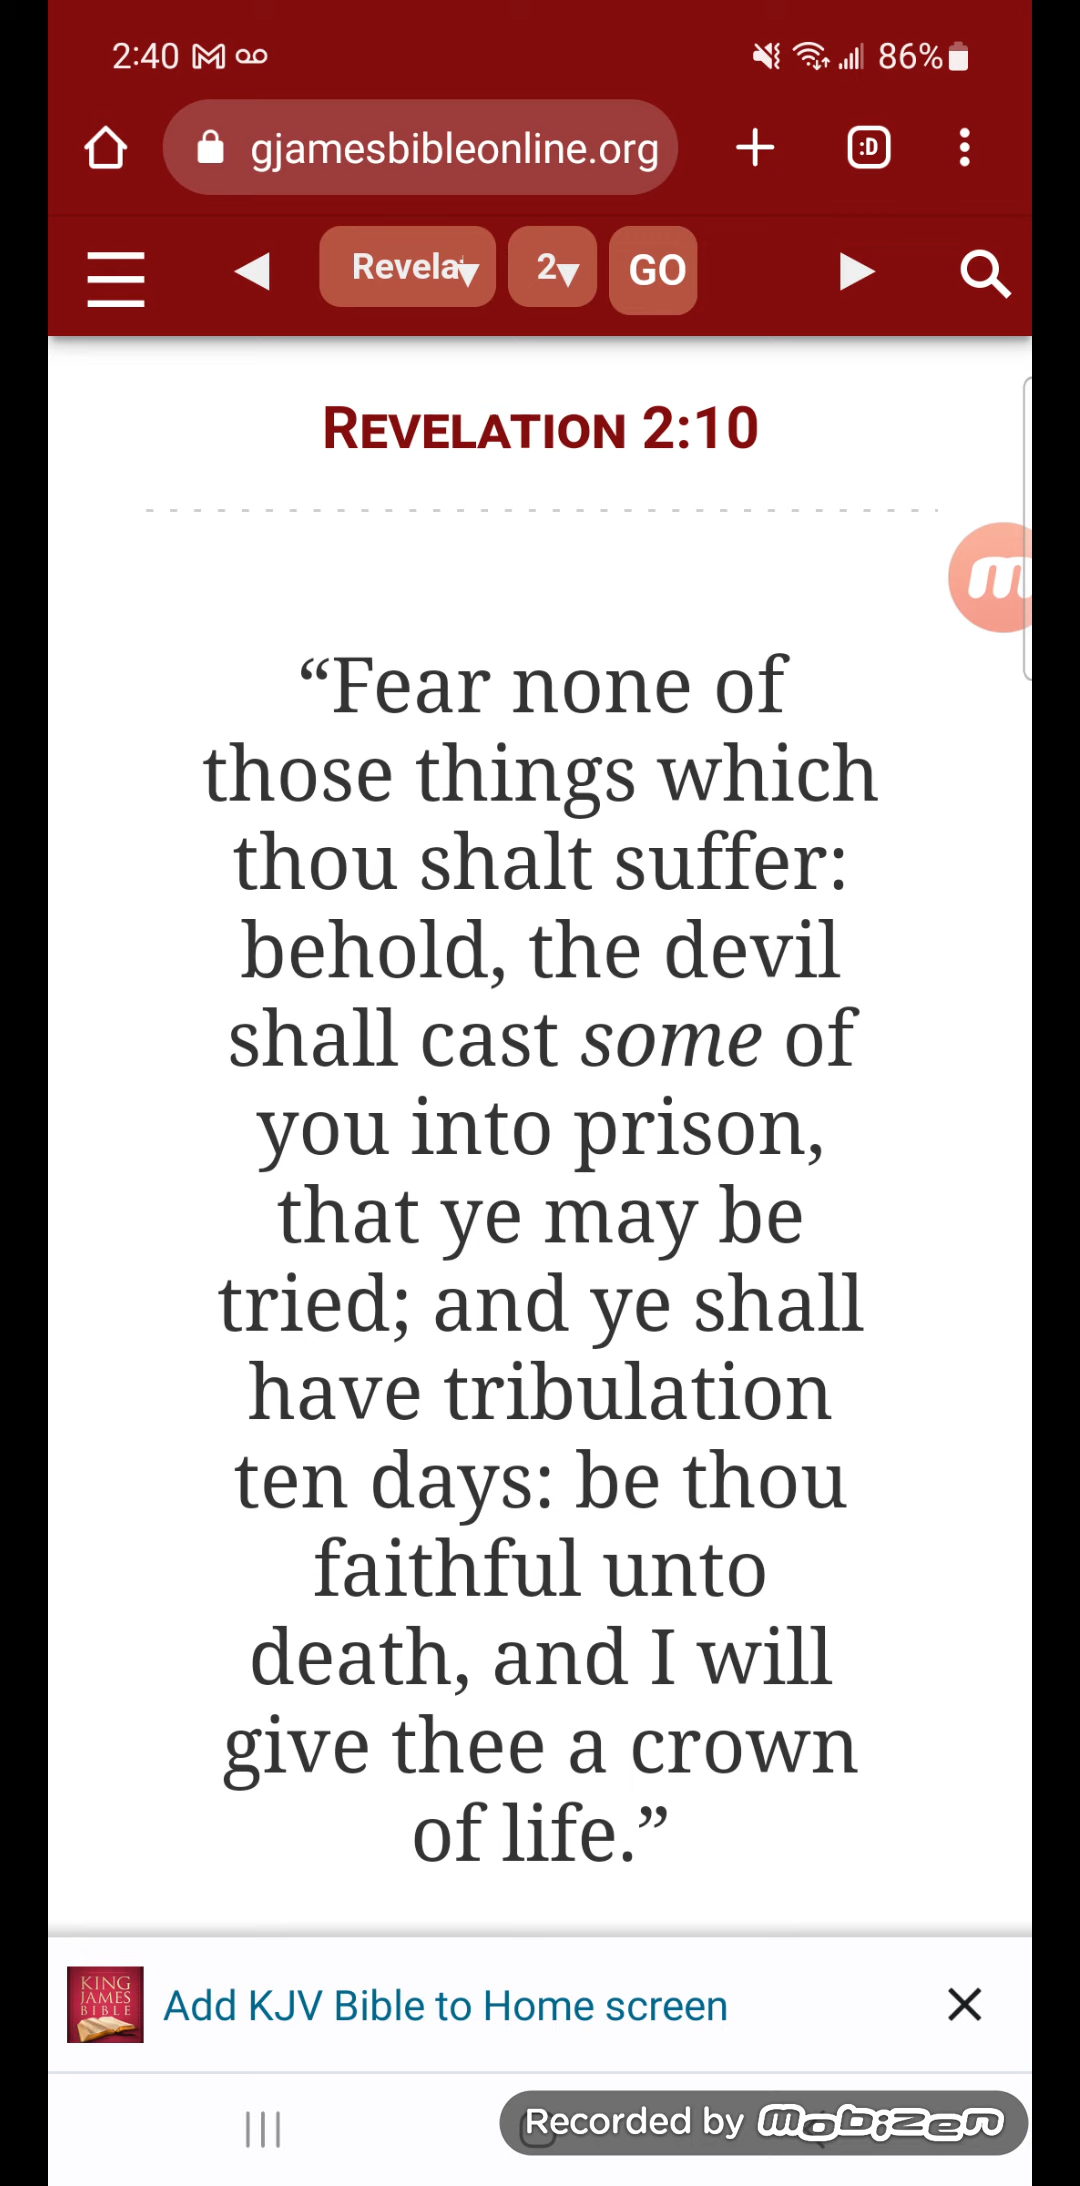 2:40 86%
gjamesbibleonline.org :D
Revela 2 GO
REVELATION 2:10
“Fear none of
those things which
thou shalt suffer:
behold, the devil
shall cast some of
you into prison,
that ye may be
tried; and ye shall
have tribulation
ten days: be thou
faithful unto
death, and I will
give thee a crown
of life.”
KING
JAMES
BIBLE
Add KJV Bible to Home screen
Recorded by mobizen